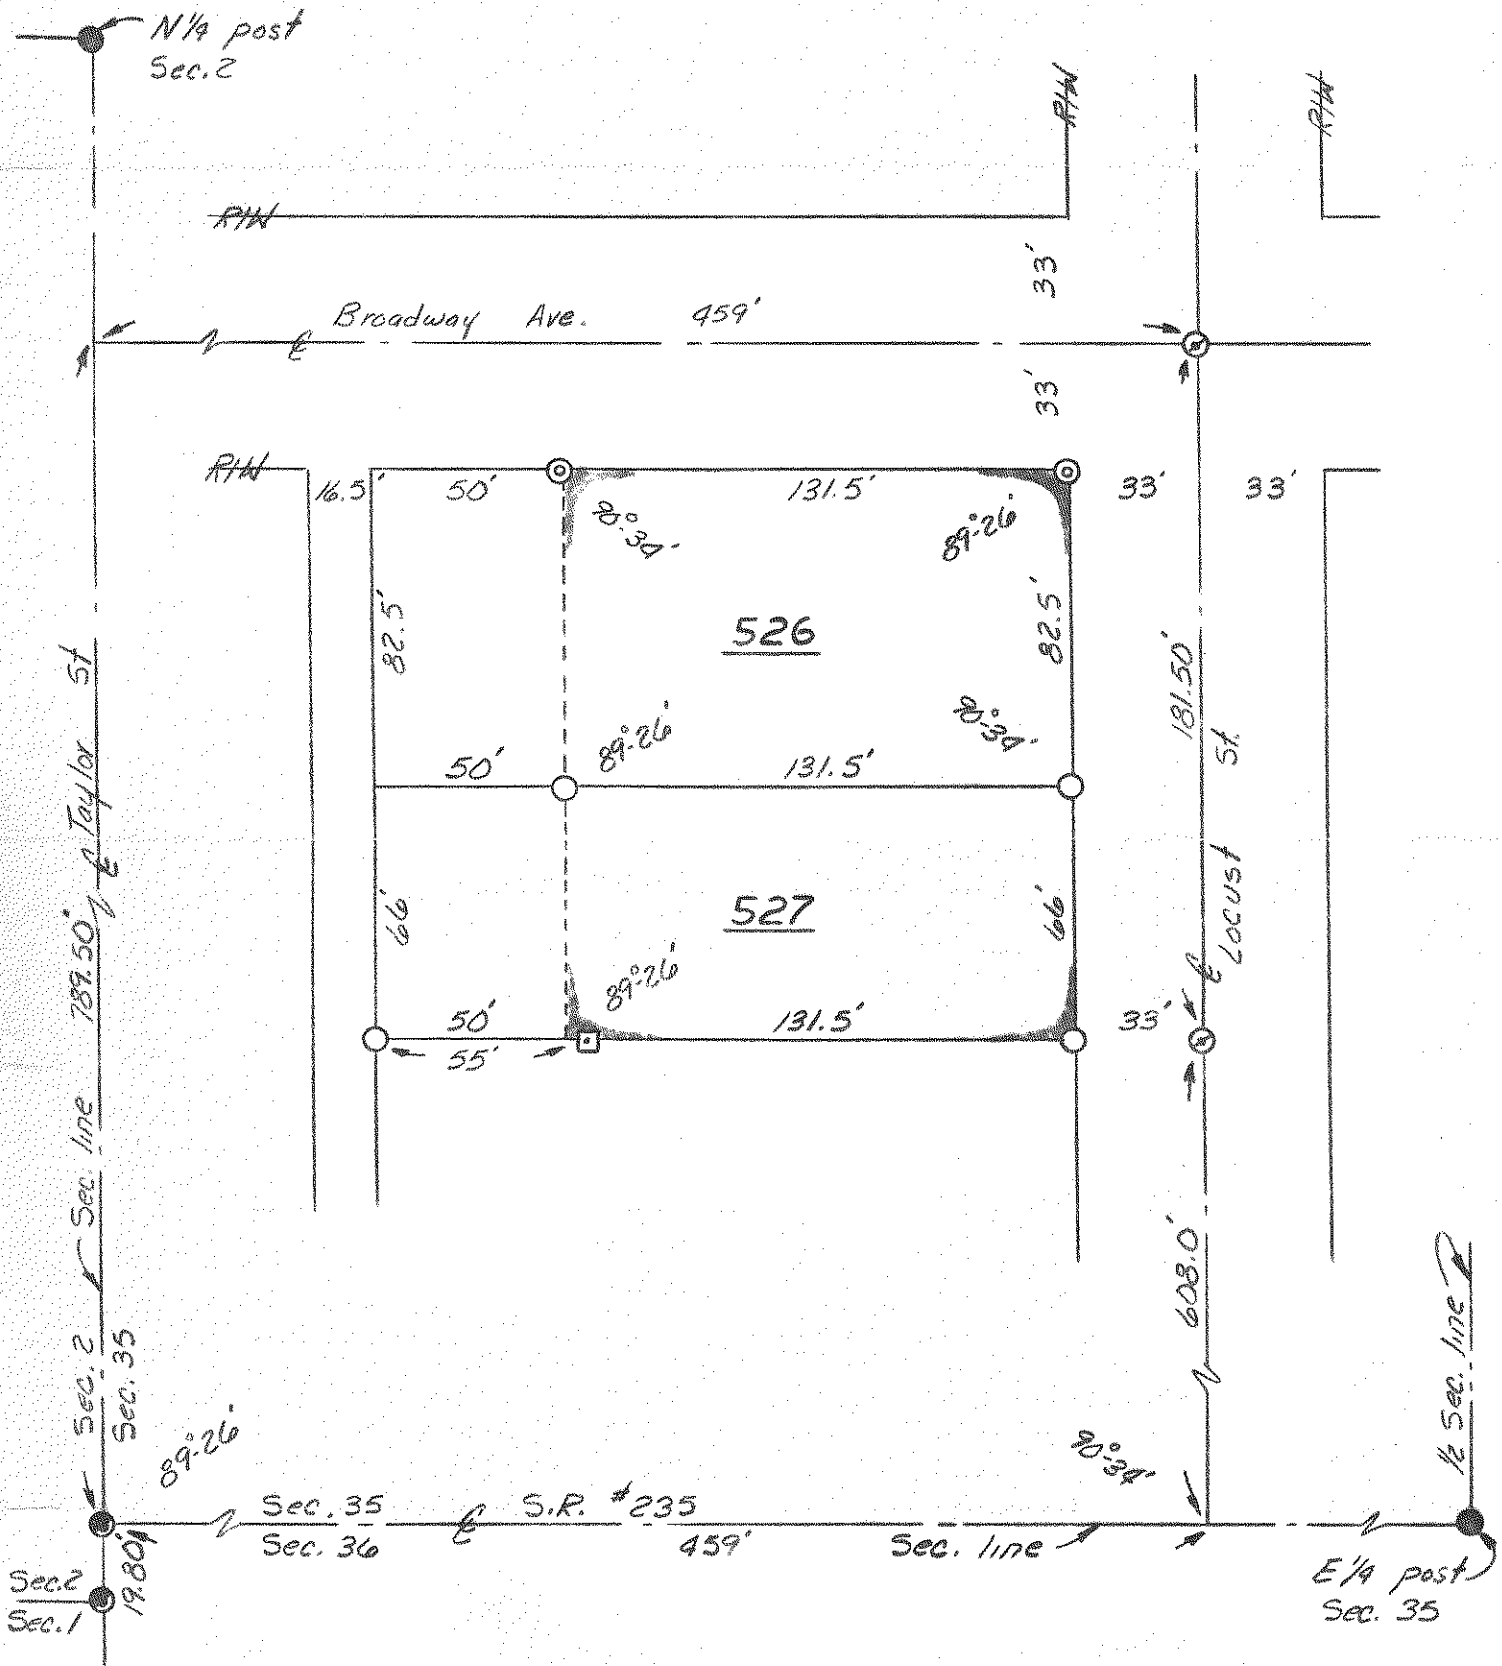 N 1/4 post
Sec. 2
R/W
R/W
R/W
33'
Broadway Ave. 459'
℄
33'
R/W
16.5'
50'
131.5'
33'
33'
90°-34'
89°-26'
82.5'
526
82.5'
181.50'
℄ Locust St.
89°-26'
90°-34'
50'
131.5'
℄ Taylor St
66'
527
66'
89°-26'
50'
131.5'
33'
55'
Sec. line 789.50'
608.0'
1/2 Sec. line
Sec. 2
Sec. 35
89°-26'
90°-34'
Sec. 35
℄ S.R. #235
Sec. 36
459'
Sec. line
19.80'
Sec. 2
Sec. 1
E 1/4 post
Sec. 35